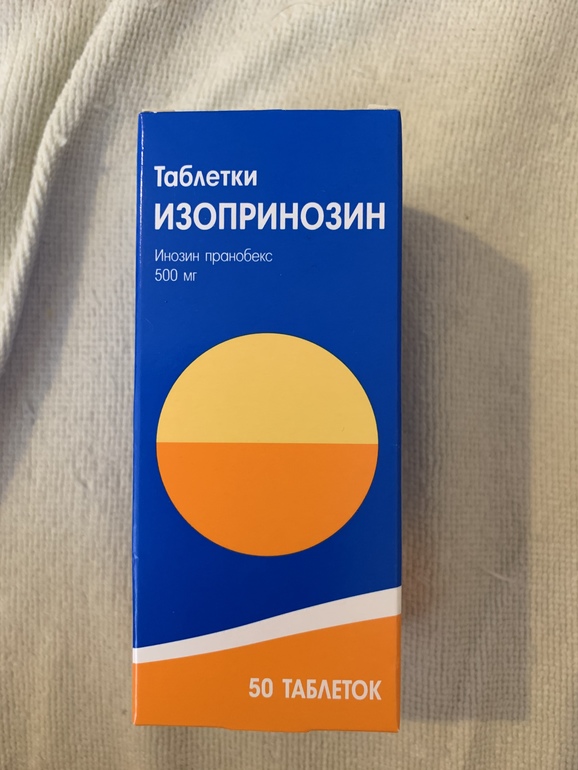 Таблетки
ИЗОПРИНОЗИН
Инозин пранобекс
500 мг
50 ТАБЛЕТОК